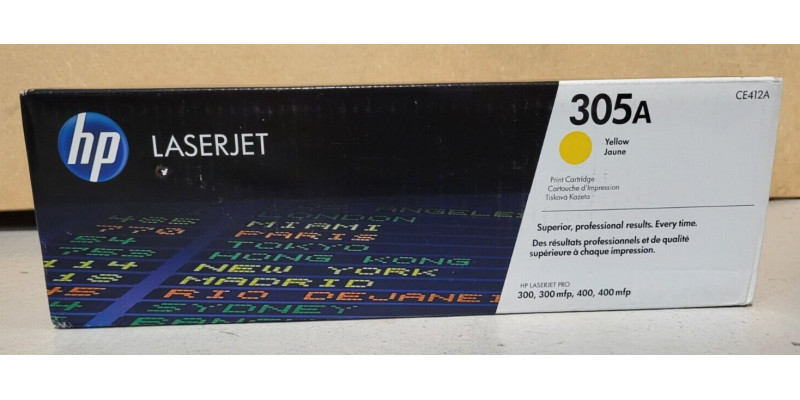 hp
LASERJET
305A
CE412A
Yellow
Jaune
Print Cartridge
Cartouche d'Impression
Tiskova Kazeta
Superior, professional results. Every time.
Des résultats professionnels et de qualité
supérieure à chaque impression.
HP LASERJET PRO
300, 300 mfp, 400, 400 mfp
LONDON
MIAMI
PARIS
TOKYO
HONG KONG
NEW YORK
MADRID
RIO DEJANEI
SYDNEY